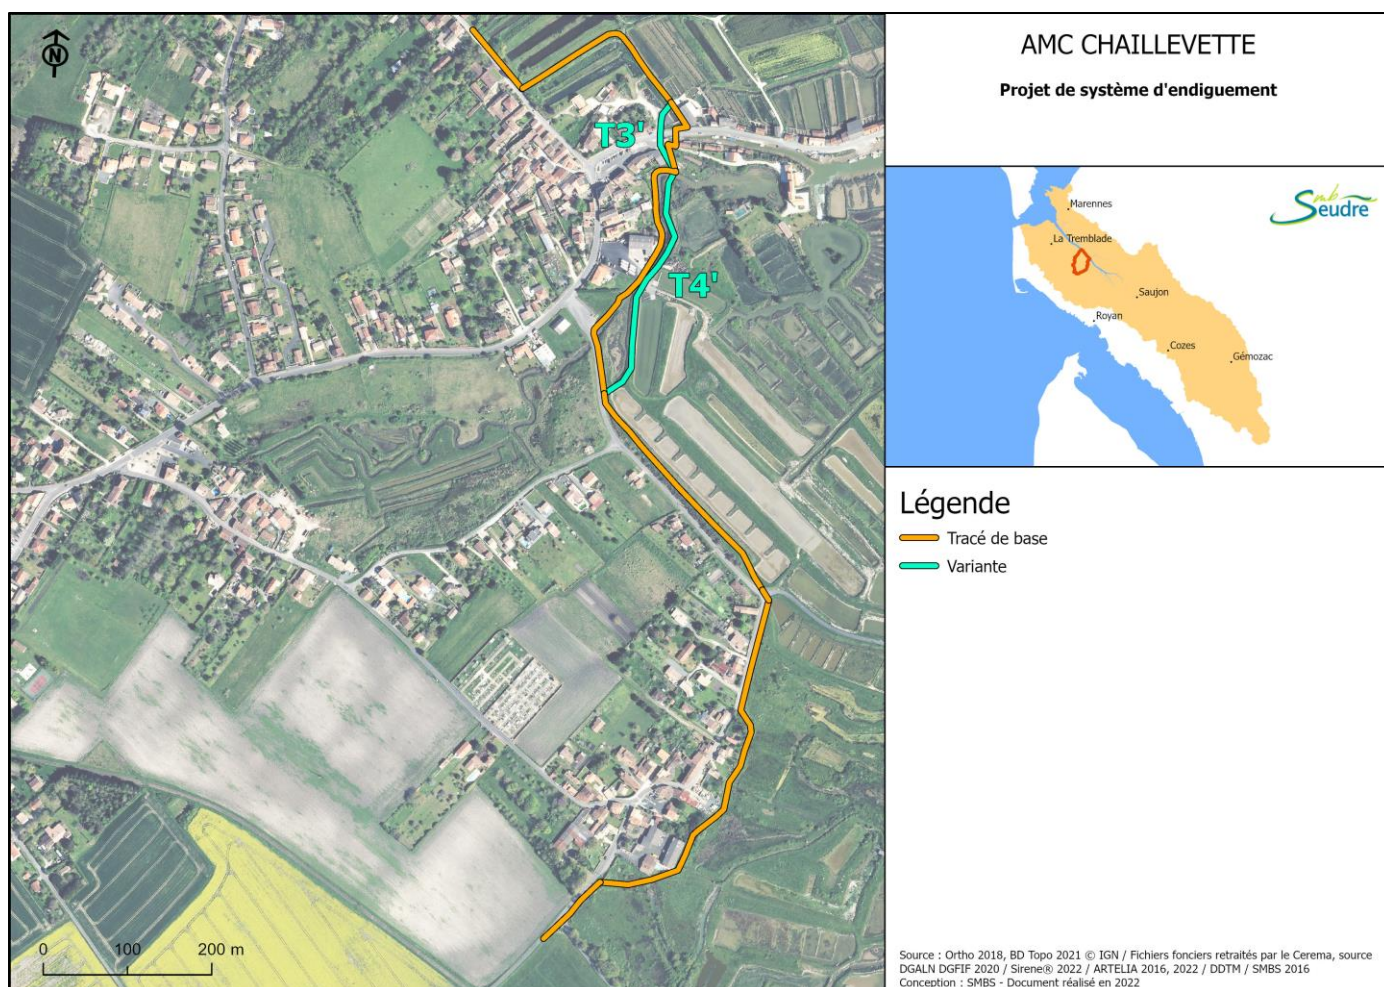 N
T3'
T4'
0 100 200 m
AMC CHAILLEVETTE
Projet de système d'endiguement
Marennes
La Tremblade
Saujon
Royan
Cozes
Gémozac
smb
Seudre
Légende
Tracé de base
Variante
Source : Ortho 2018, BD Topo 2021 © IGN / Fichiers fonciers retraités par le Cerema, source
DGALN DGFIF 2020 / Sirene® 2022 / ARTELIA 2016, 2022 / DDTM / SMBS 2016
Conception : SMBS - Document réalisé en 2022